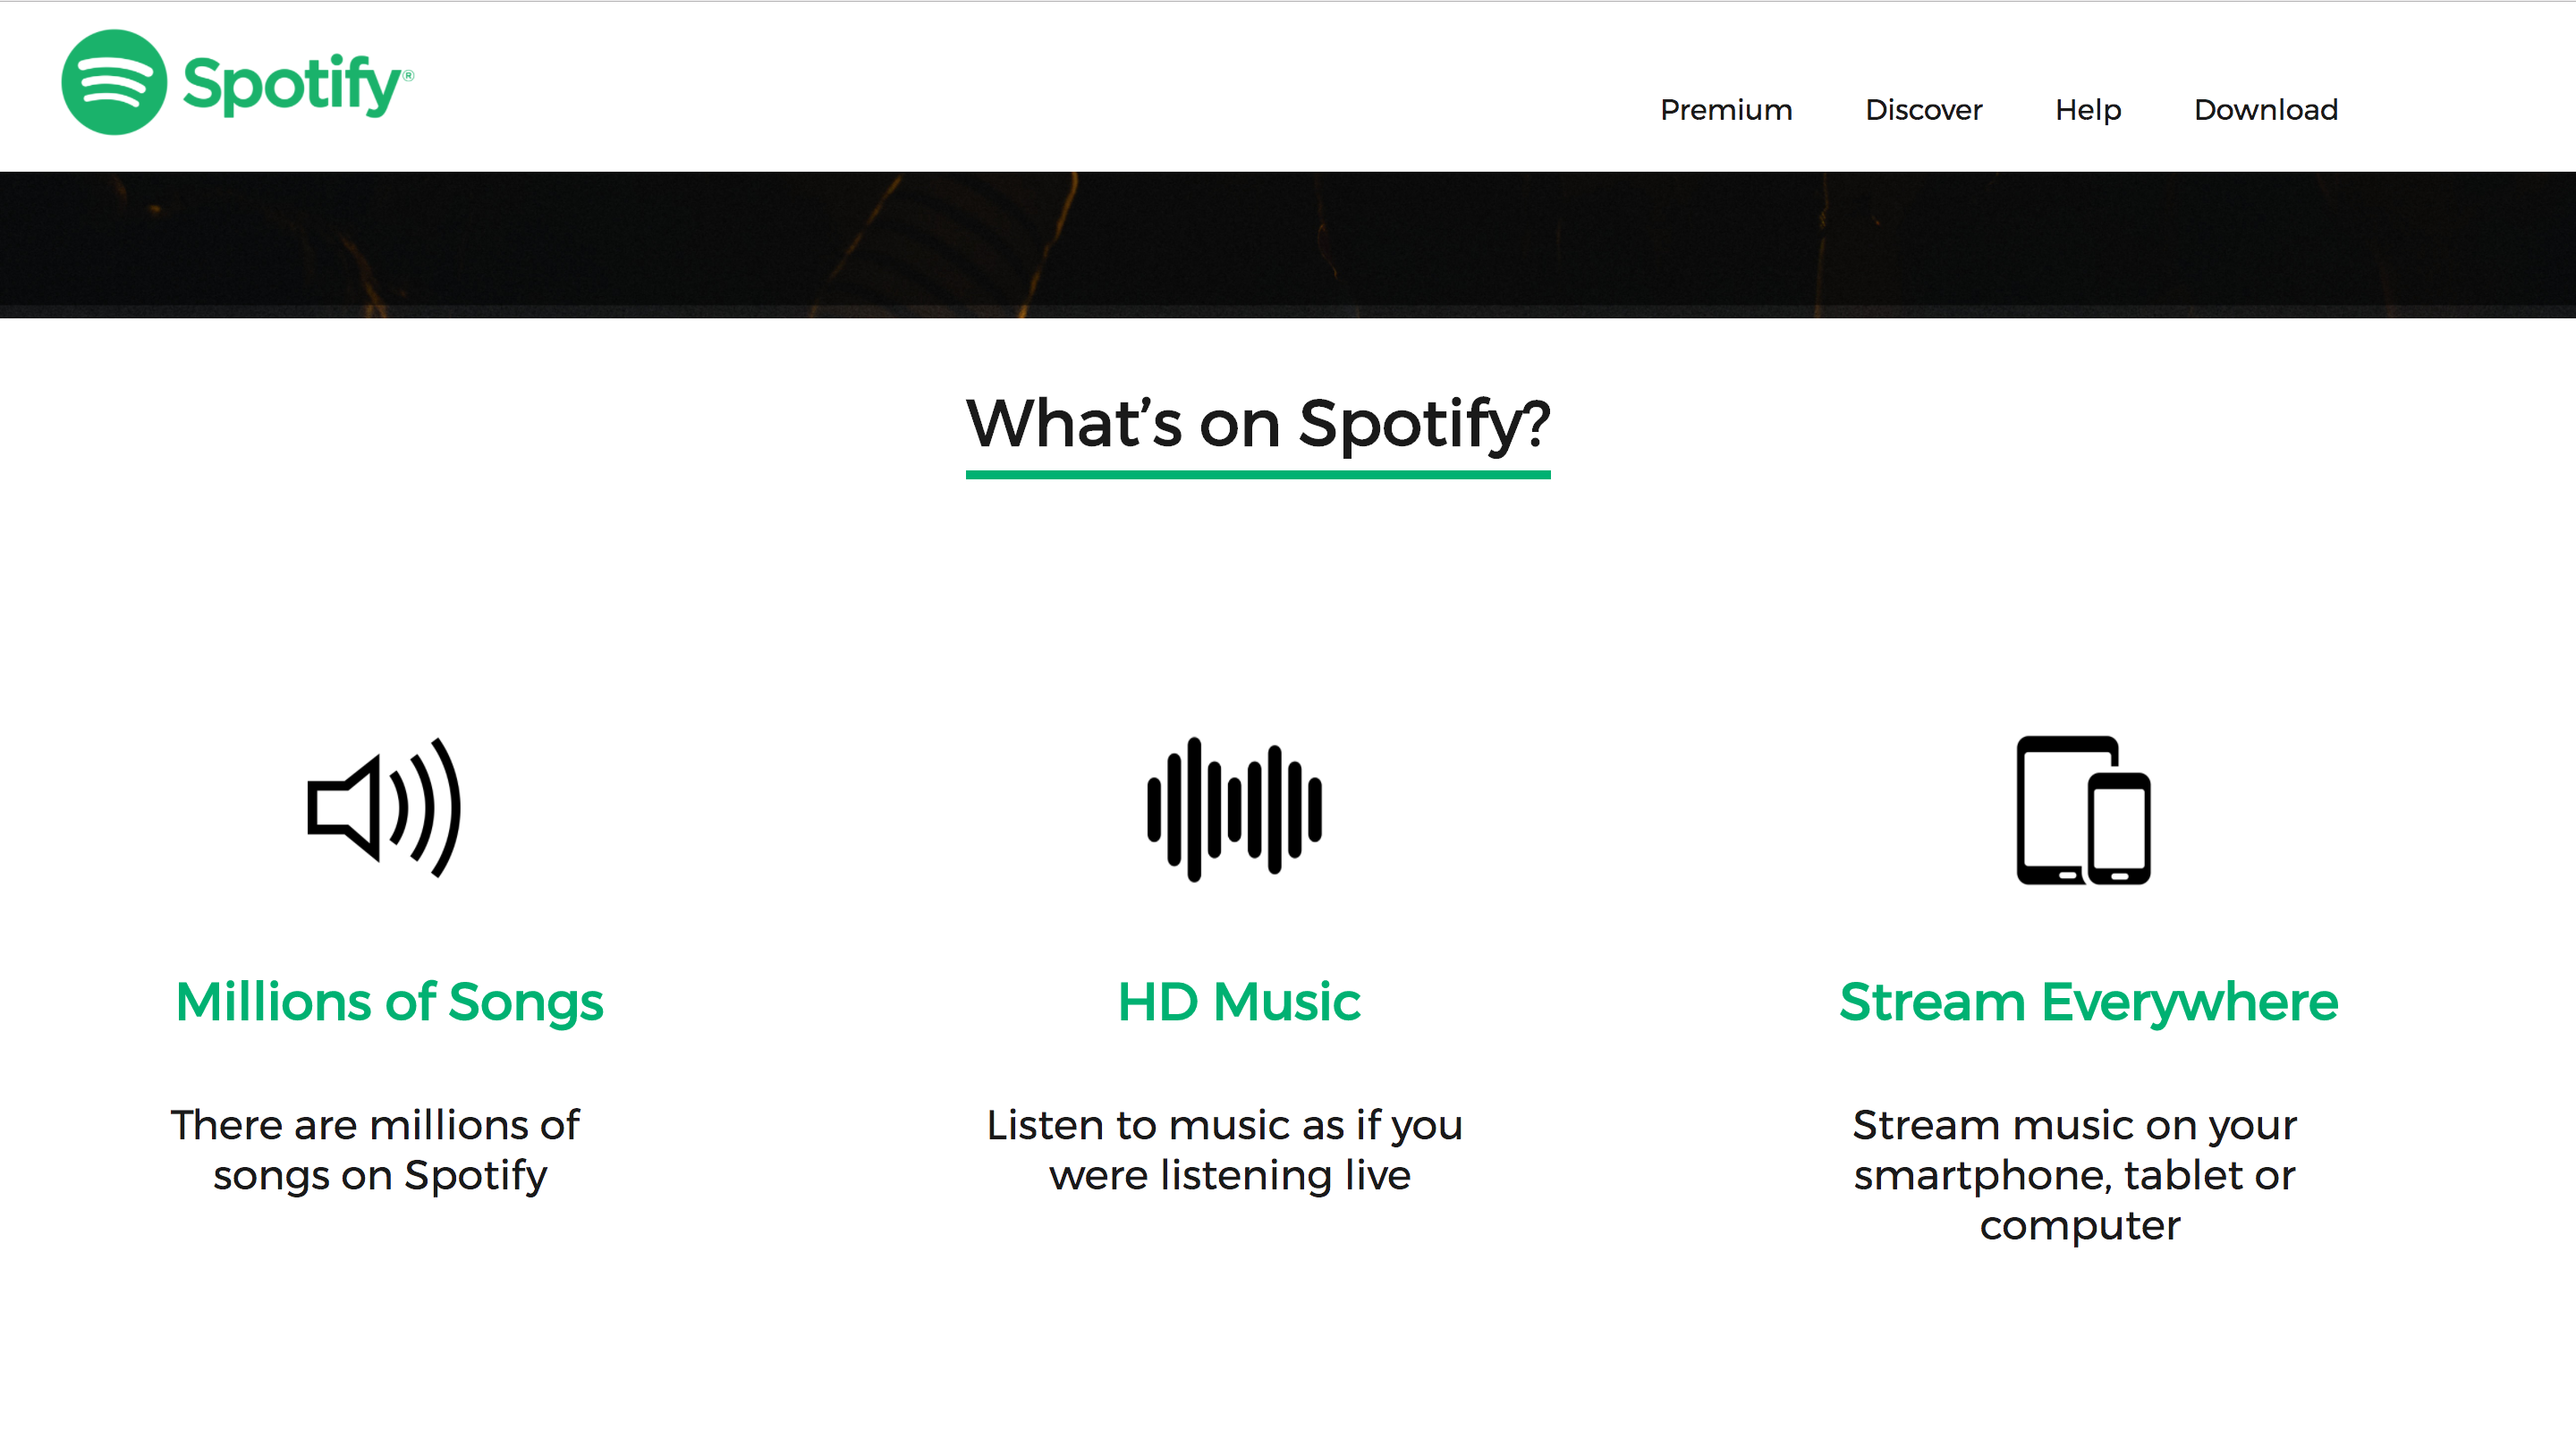 Spotify®
Premium Discover Help Download
What’s on Spotify?
Millions of Songs
There are millions of
songs on Spotify
HD Music
Listen to music as if you
were listening live
Stream Everywhere
Stream music on your
smartphone, tablet or
computer